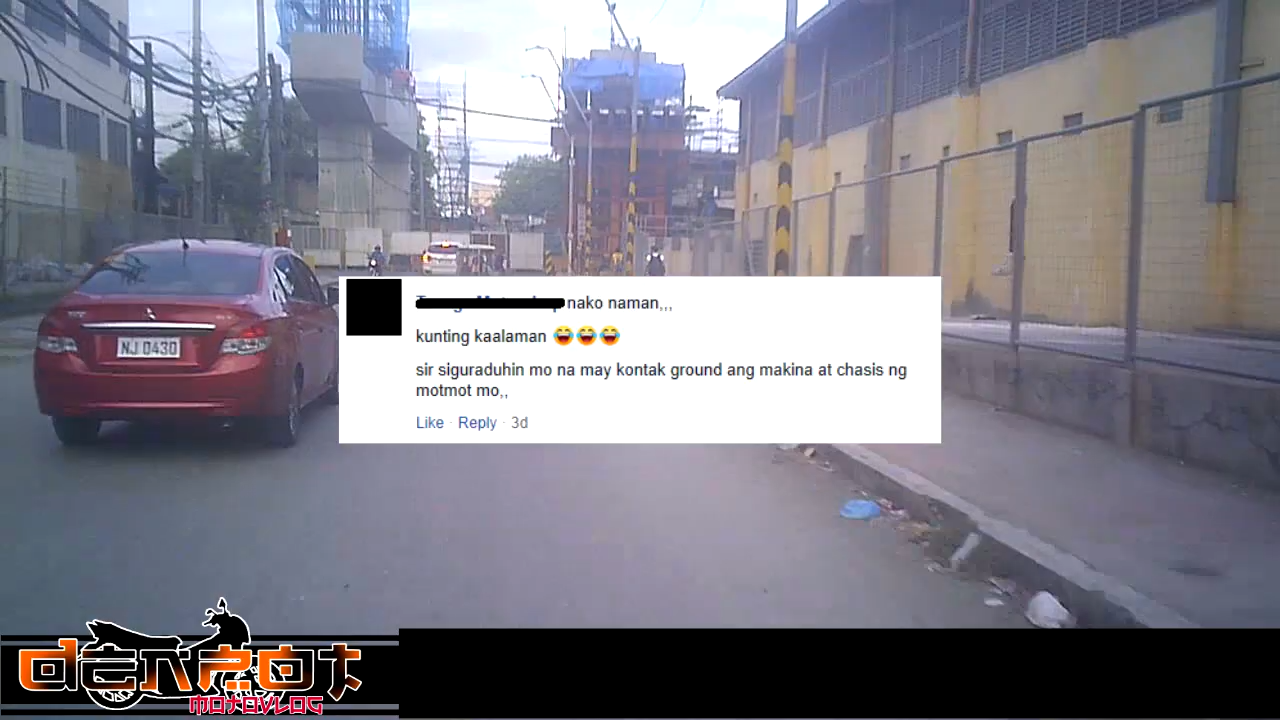 NJ 0430
nako naman,,,
kunting kaalaman 😂😂😂
sir siguraduhin mo na may kontak ground ang makina at chasis ng
motmot mo,,
Like · Reply · 3d
denpot
MOTOVLOG